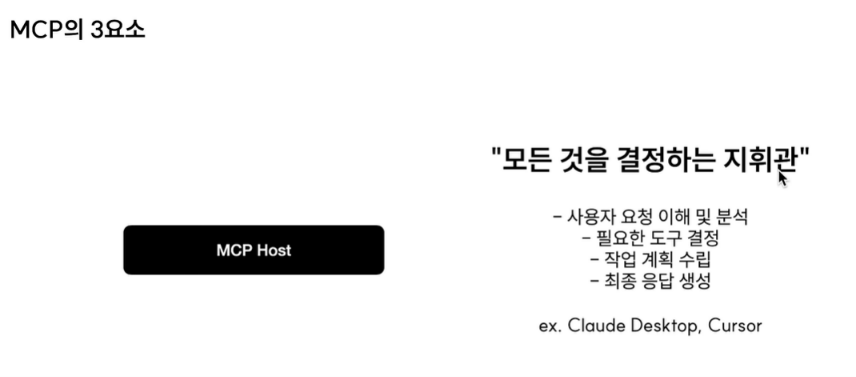 MCP의 3요소
"모든 것을 결정하는 지휘관"
- 사용자 요청 이해 및 분석
- 필요한 도구 결정
- 작업 계획 수립
- 최종 응답 생성
MCP Host
ex. Claude Desktop, Cursor